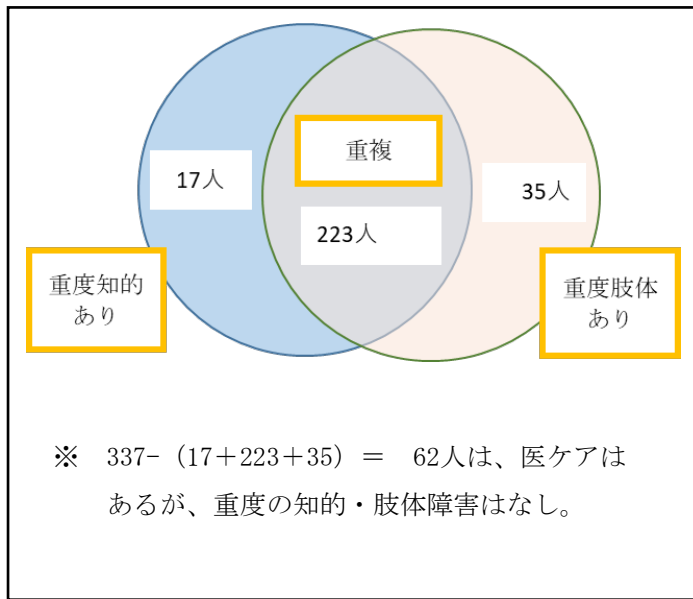 重複
17人
35人
223人
重度知的
あり
重度肢体
あり
※ 337-（17＋223＋35）＝ 62人は、医ケアは
あるが、重度の知的・肢体障害はなし。